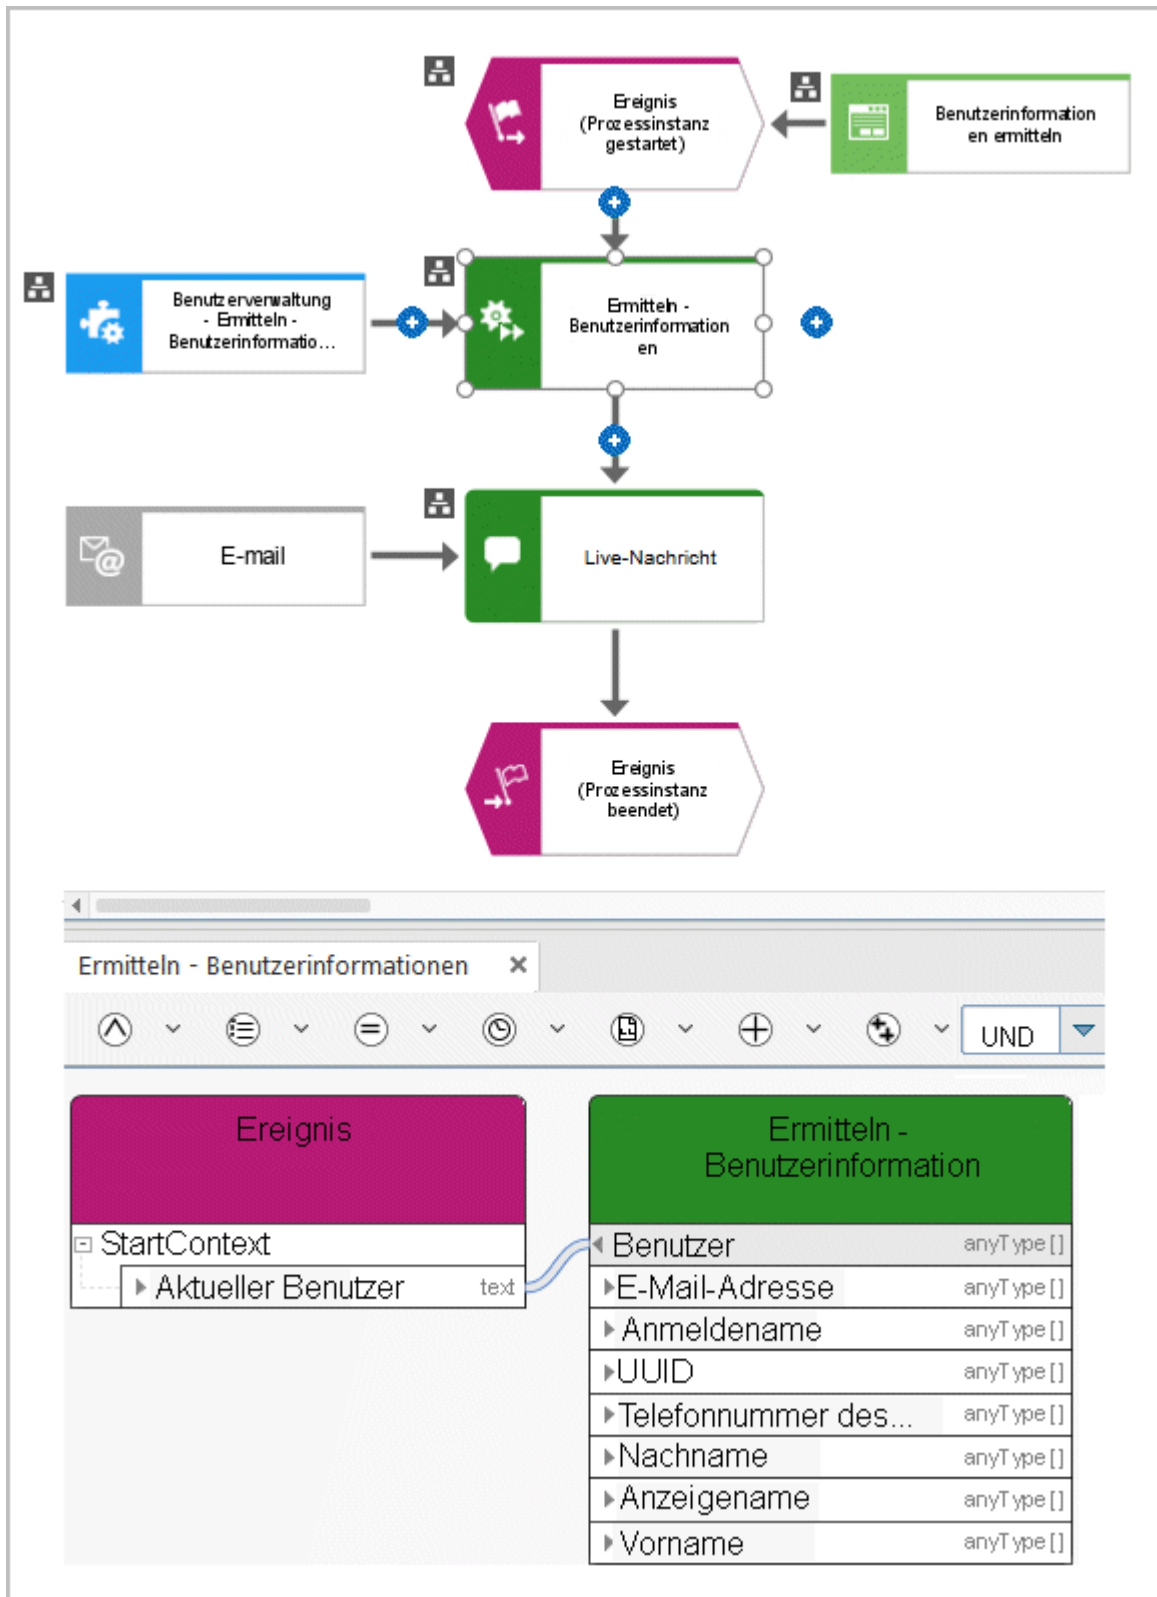 Ereignis
(Prozessinstanz
gestartet)
Benutzerinformation
en ermitteln
Benutzerverwaltung
- Ermitteln -
Benutzerinformatio...
Ermitteln -
Benutzerinformation
en
E-mail
Live-Nachricht
Ereignis
(Prozessinstanz
beendet)
Ermitteln - Benutzerinformationen
UND
Ereignis
StartContext
Aktueller Benutzer text
Ermitteln -
Benutzerinformation
Benutzer anyType[]
E-Mail-Adresse anyType[]
Anmeldename anyType[]
UUID anyType[]
Telefonnummer des... anyType[]
Nachname anyType[]
Anzeigename anyType[]
Vorname anyType[]